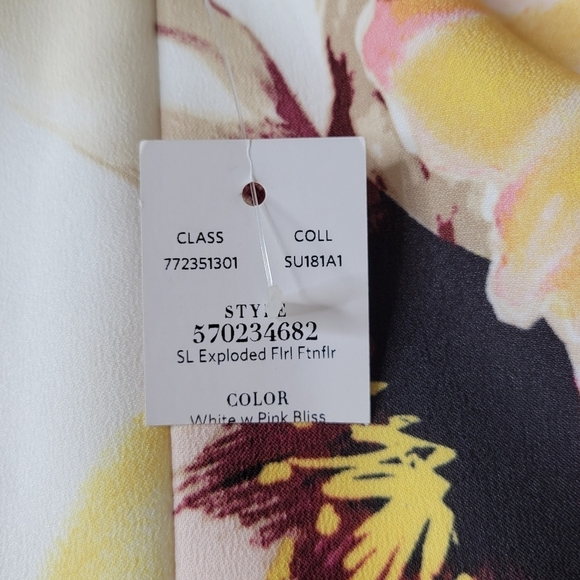 CLASS COLL
772351301 SU181A1
STYLE
570234682
SL Exploded Flrl Ftnflr
COLOR
White w Pink Bliss